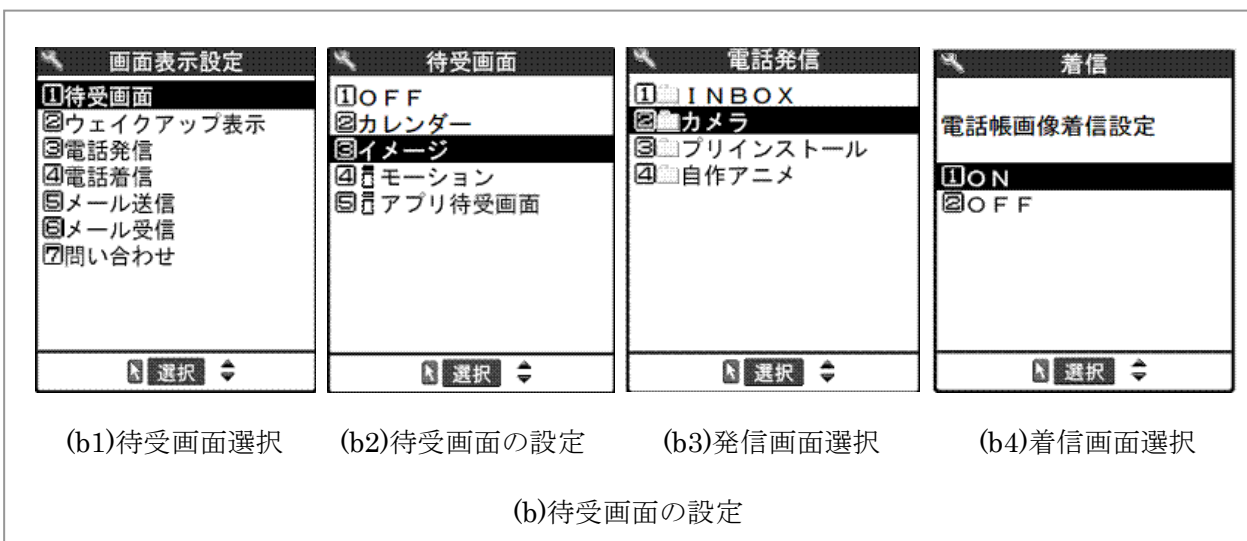 画面表示設定
1待受画面
2ウェイクアップ表示
3電話発信
4電話着信
5メール送信
6メール受信
7問い合わせ
選択
待受画面
1OFF
2カレンダー
3イメージ
4モーション
5アプリ待受画面
選択
電話発信
1INBOX
2カメラ
3プリインストール
4自作アニメ
選択
着信
電話帳画像着信設定
1ON
2OFF
選択
(b1)待受画面選択
(b2)待受画面の設定
(b3)発信画面選択
(b4)着信画面選択
(b)待受画面の設定